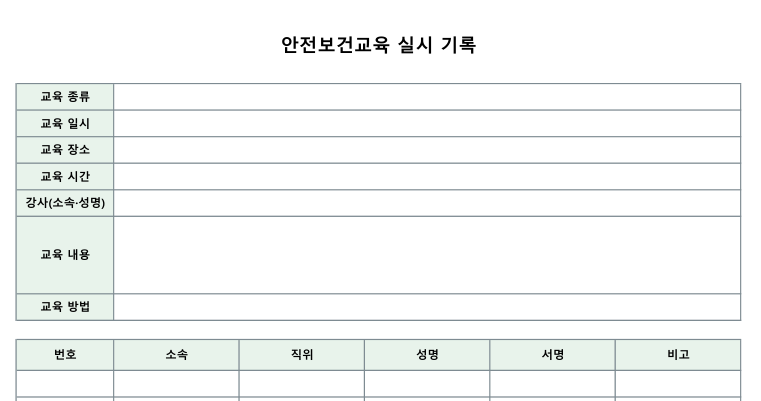 안전보건교육 실시 기록
교육 종류
교육 일시
교육 장소
교육 시간
강사(소속·성명)
교육 내용
교육 방법
번호 소속 직위 성명 서명 비고